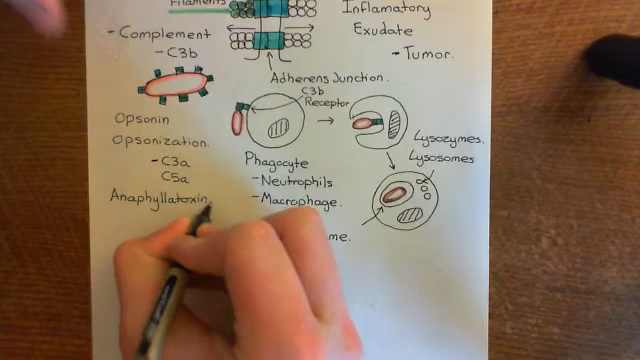 Filaments
Inflamatory
Exudate
- Tumor.
- Complement
- C3b
Adherens Junction.
C3b
Receptor
Opsonin
Opsonization.
- C3a
C5a
Anaphyllatoxin
Phagocyte
- Neutrophils
- Macrophage.
Lysozymes.
Lysosomes
me.